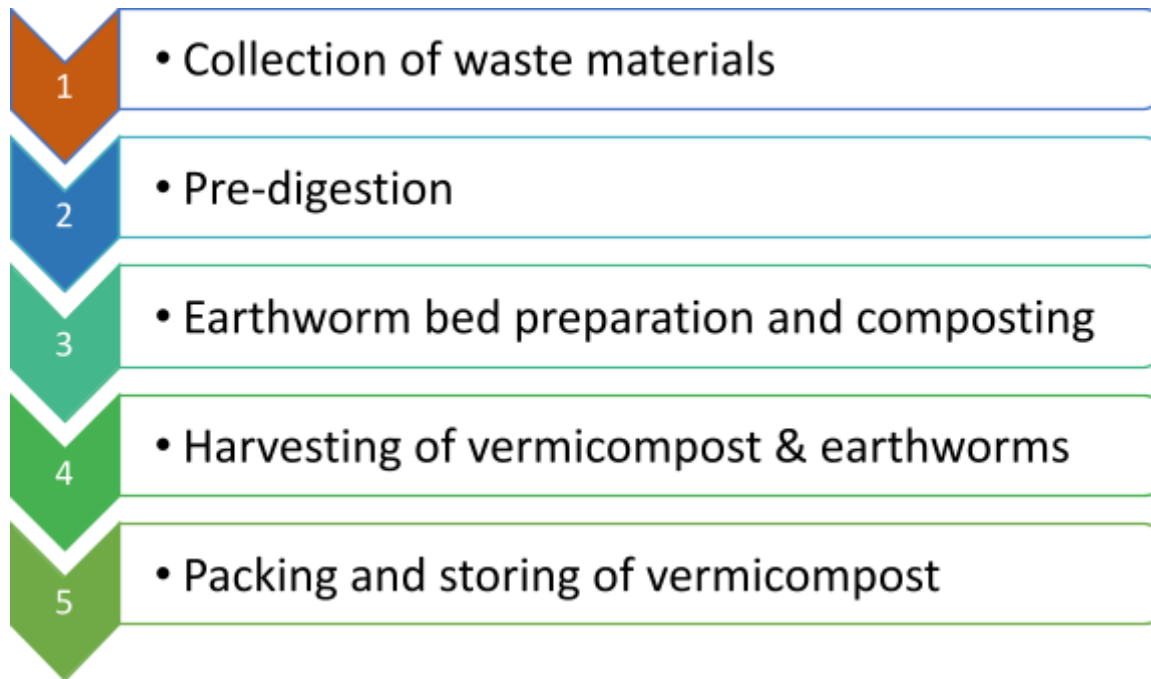 1
• Collection of waste materials
2
• Pre-digestion
3
• Earthworm bed preparation and composting
4
• Harvesting of vermicompost & earthworms
5
• Packing and storing of vermicompost